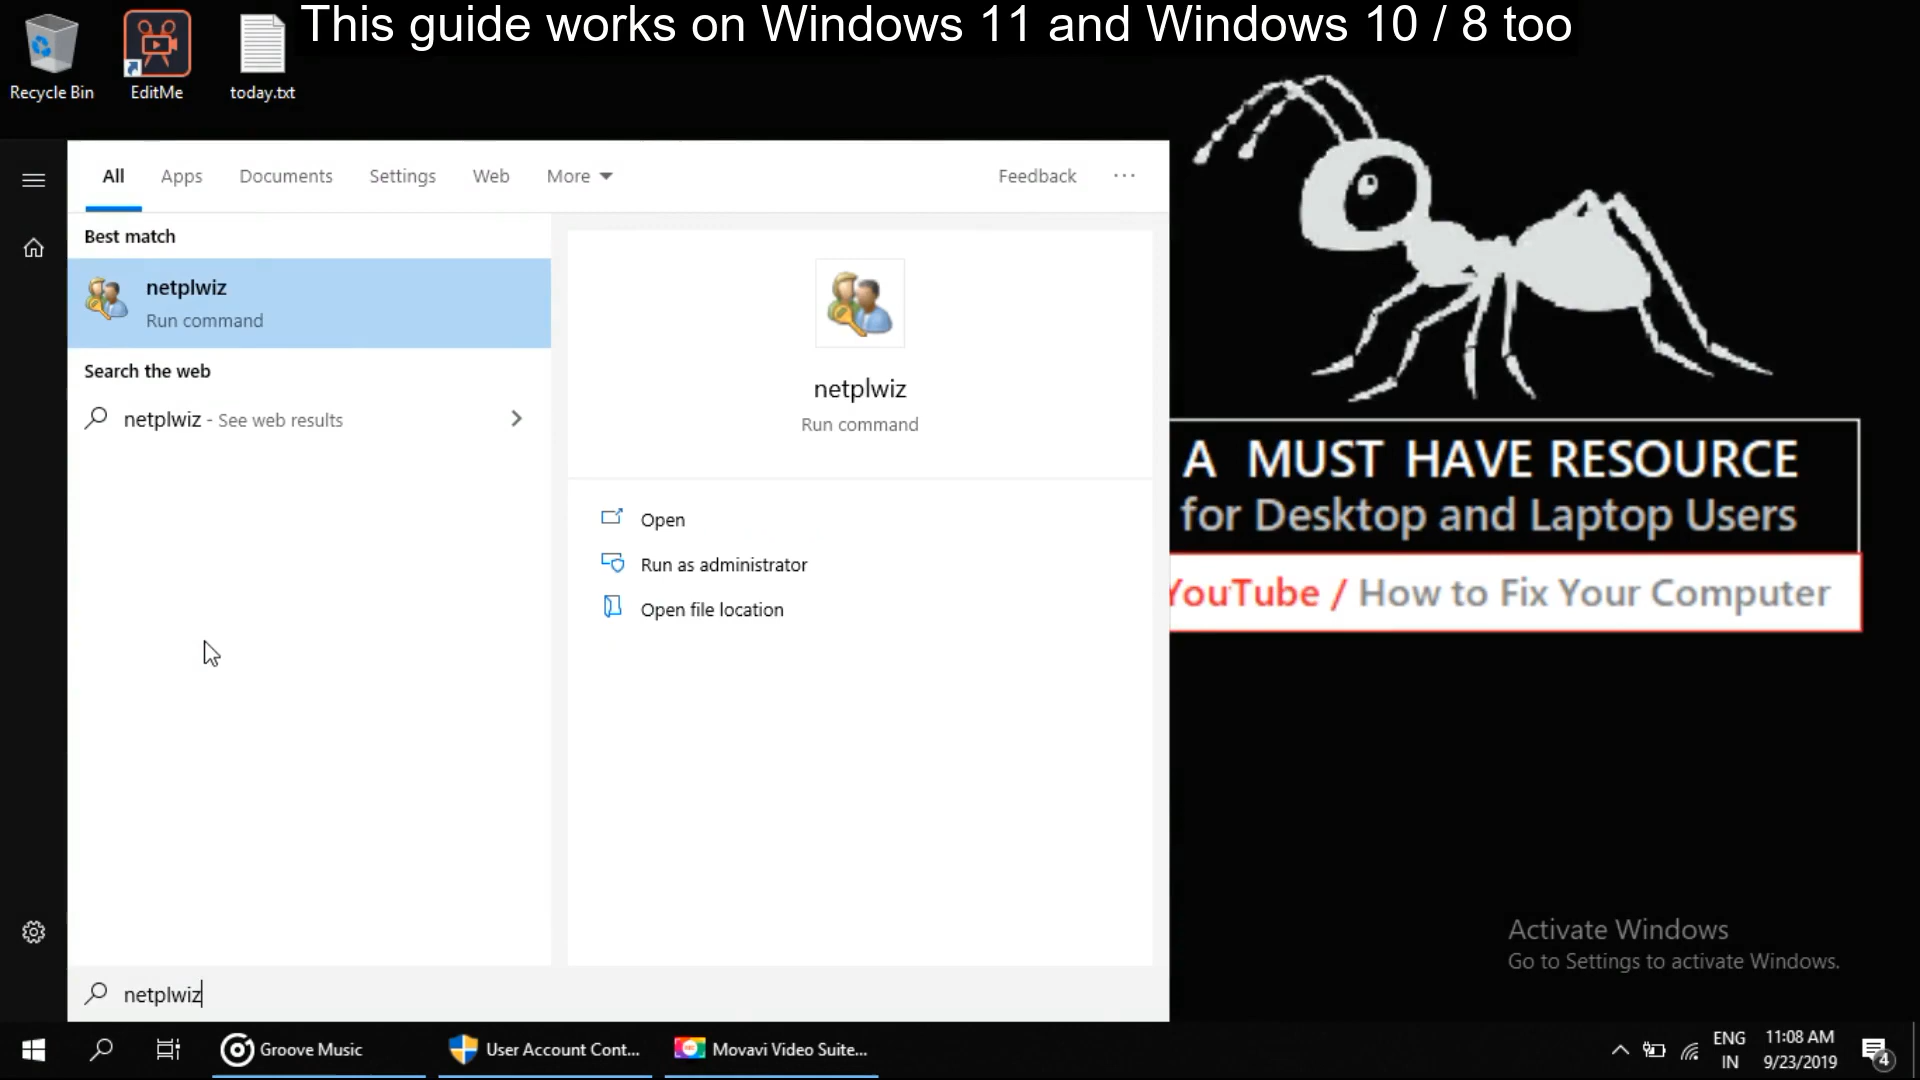 This guide works on Windows 11 and Windows 10 / 8 too
Recycle Bin
EditMe
today.txt
All
Apps
Documents
Settings
Web
More
Feedback
Best match
netplwiz
Run command
Search the web
netplwiz - See web results
netplwiz
Run command
Open
Run as administrator
Open file location
A MUST HAVE RESOURCE
for Desktop and Laptop Users
YouTube / How to Fix Your Computer
Activate Windows
Go to Settings to activate Windows.
netplwiz
Groove Music
User Account Cont...
Movavi Video Suite...
ENG
IN
11:08 AM
9/23/2019
4